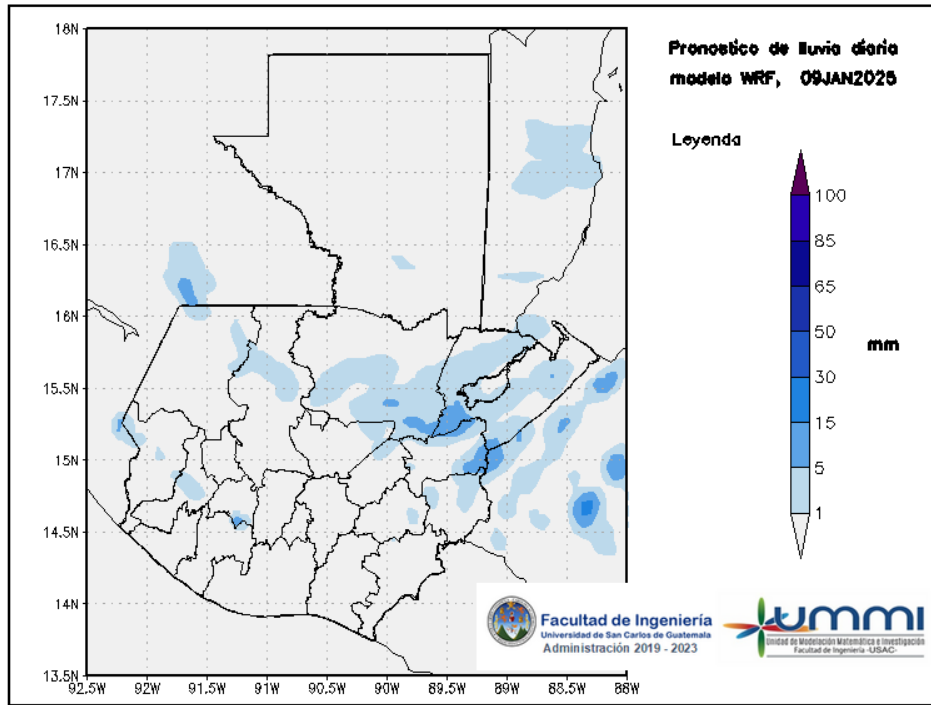 Pronostico de lluvia diaria
modelo WRF, 09JAN2025
Leyenda
100
85
65
50
30
15
5
1
mm
18N
17.5N
17N
16.5N
16N
15.5N
15N
14.5N
14N
13.5N
92.5W 92W 91.5W 91W 90.5W 90W 89.5W 89W 88.5W 88W
Facultad de Ingeniería
Universidad de San Carlos de Guatemala
Administración 2019 - 2023
UMMI
Unidad de Modelación Matemática e Investigación
Facultad de Ingeniería -USAC-